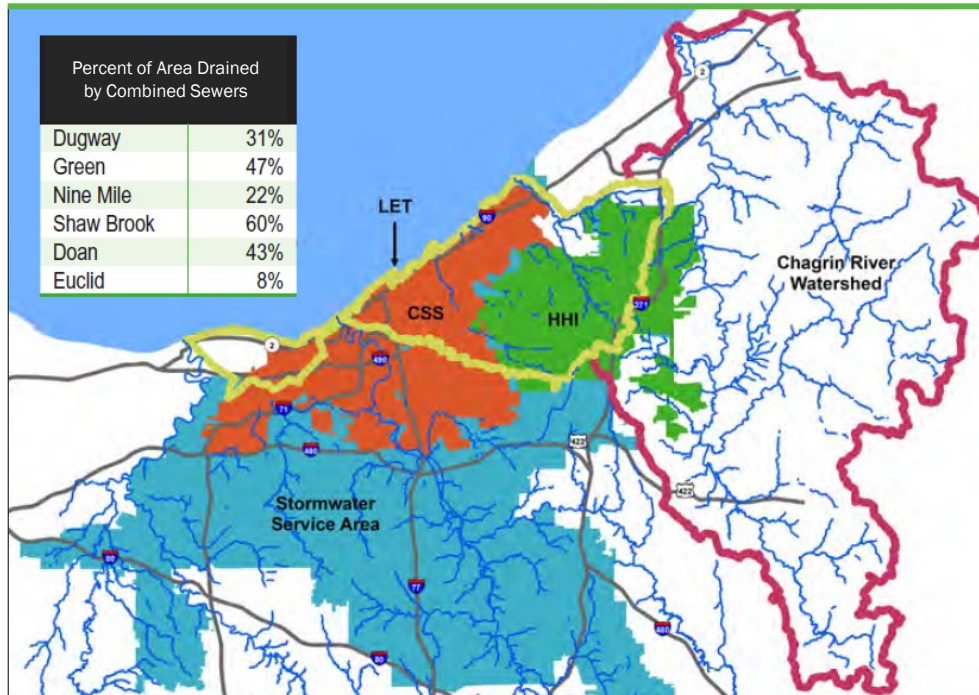 Percent of Area Drained
by Combined Sewers
Dugway 31%
Green 47%
Nine Mile 22%
Shaw Brook 60%
Doan 43%
Euclid 8%
2
LET
90
Chagrin River
Watershed
CSS
HHI
271
2
490
71
422
480
422
Stormwater
Service Area
80
77
480
80